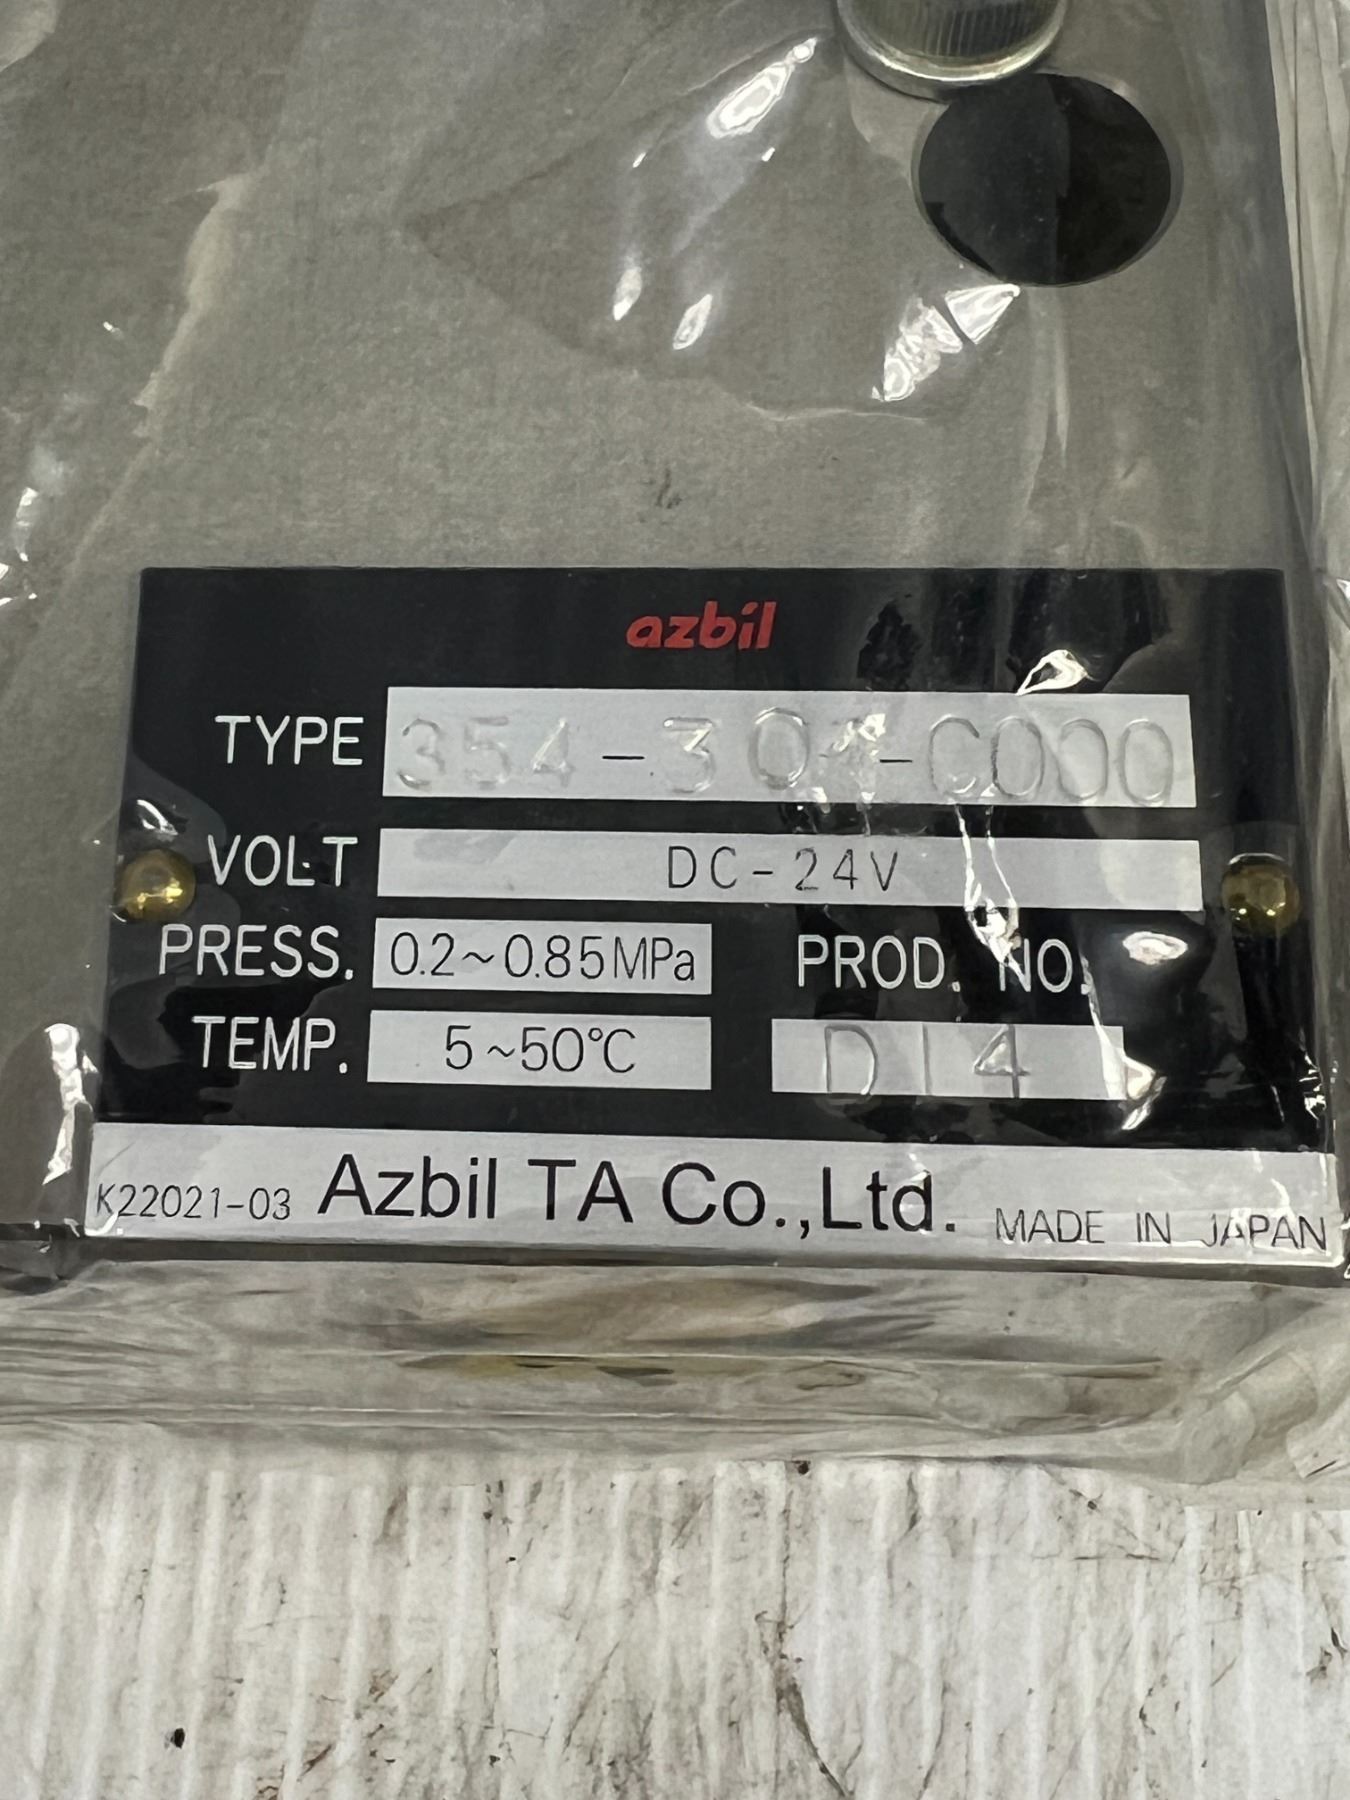 azbil
TYPE 354-304-C000
VOLT DC-24V
PRESS. 0.2~0.85MPa PROD. NO.
TEMP. 5~50℃ D14
K22021-03 Azbil TA Co.,Ltd. MADE IN JAPAN